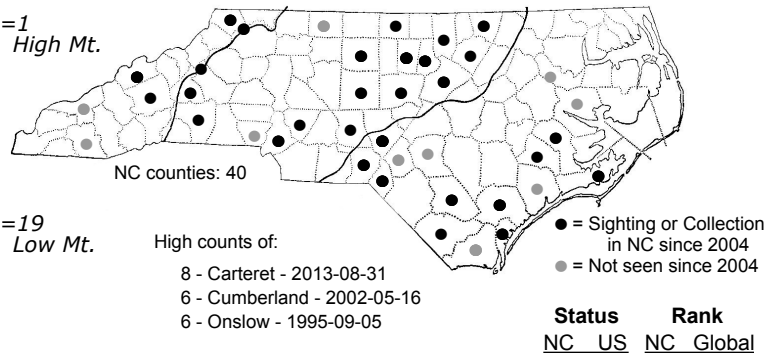 =1
High Mt.
NC counties: 40
=19
Low Mt.
High counts of:
8 - Carteret - 2013-08-31
6 - Cumberland - 2002-05-16
6 - Onslow - 1995-09-05
= Sighting or Collection
in NC since 2004
= Not seen since 2004
Status Rank
NC US NC Global